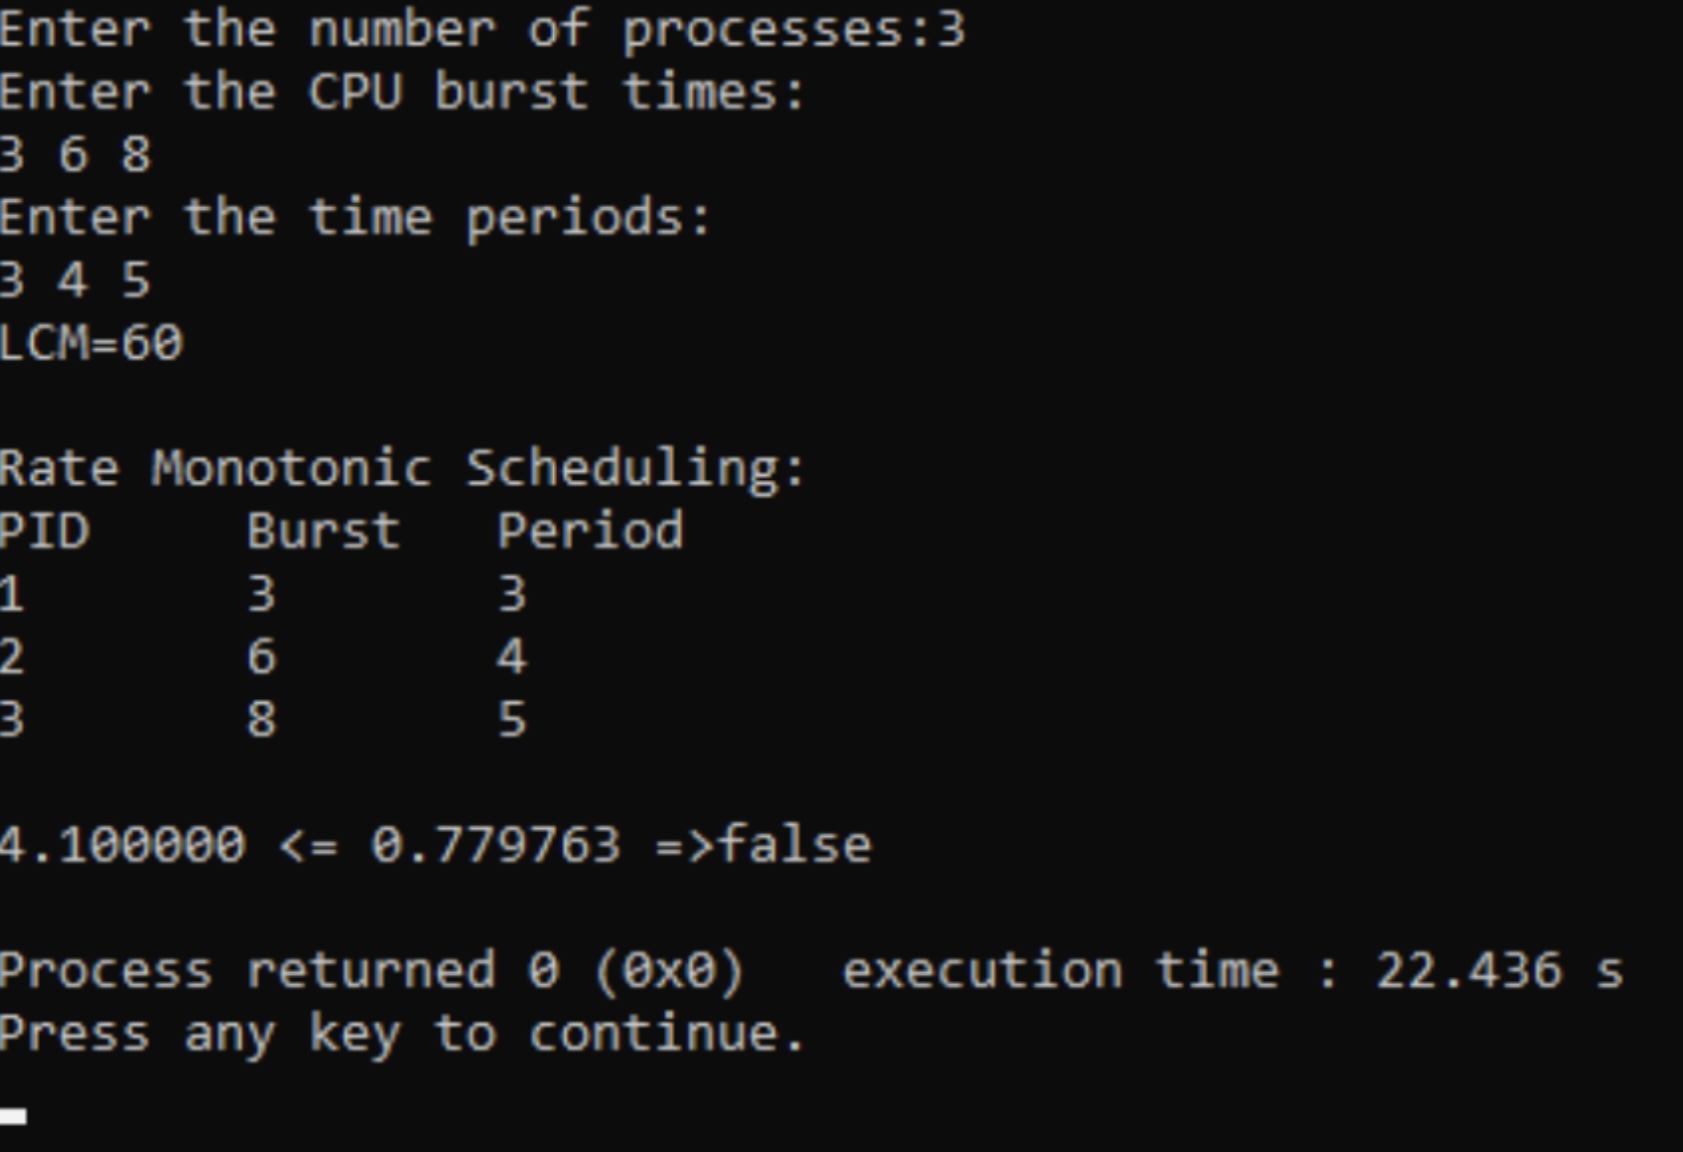 Enter the number of processes:3
Enter the CPU burst times:
3 6 8
Enter the time periods:
3 4 5
LCM=60
Rate Monotonic Scheduling:
PID Burst Period
1 3 3
2 6 4
3 8 5
4.100000 <= 0.779763 =>false
Process returned 0 (0x0) execution time : 22.436 s
Press any key to continue.